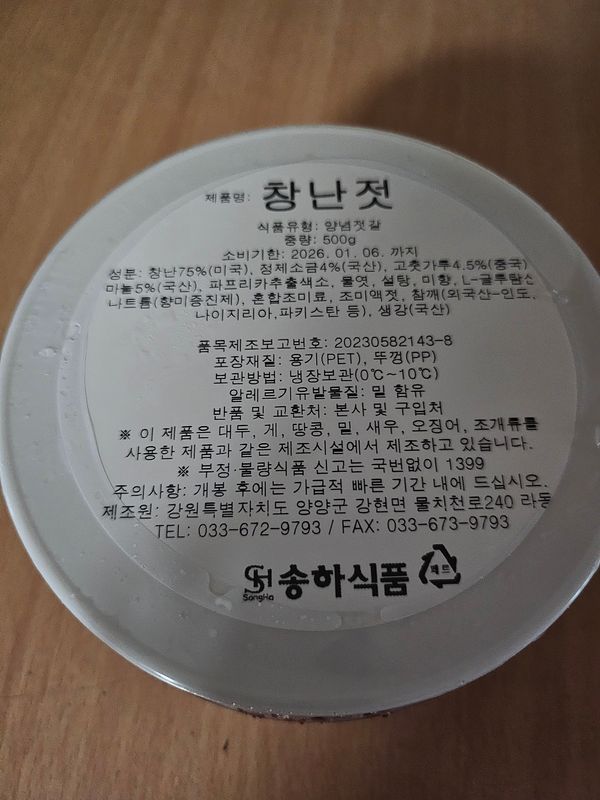 제품명: 창난젓
식품유형: 양념젓갈
중량: 500g
소비기한: 2026. 01. 06. 까지
성분: 창난75%(미국), 정제소금4%(국산), 고춧가루4.5%(중국)
마늘5%(국산), 파프리카추출색소, 물엿, 설탕, 미향, L-글루탐산
나트륨(향미증진제), 혼합조미료, 조미액젓, 참깨(외국산-인도,
나이지리아,파키스탄 등), 생강(국산)
품목제조보고번호: 20230582143-8
포장재질: 용기(PET), 뚜껑(PP)
보관방법: 냉장보관(0℃~10℃)
알레르기유발물질: 밀 함유
반품 및 교환처: 본사 및 구입처
※ 이 제품은 대두, 게, 땅콩, 밀, 새우, 오징어, 조개류를
사용한 제품과 같은 제조시설에서 제조하고 있습니다.
※ 부정·불량식품 신고는 국번없이 1399
주의사항: 개봉 후에는 가급적 빠른 기간 내에 드십시오.
제조원: 강원특별자치도 양양군 강현면 물치천로240 라동
TEL: 033-672-9793 / FAX: 033-673-9793
SH SongHa 송하식품 페트